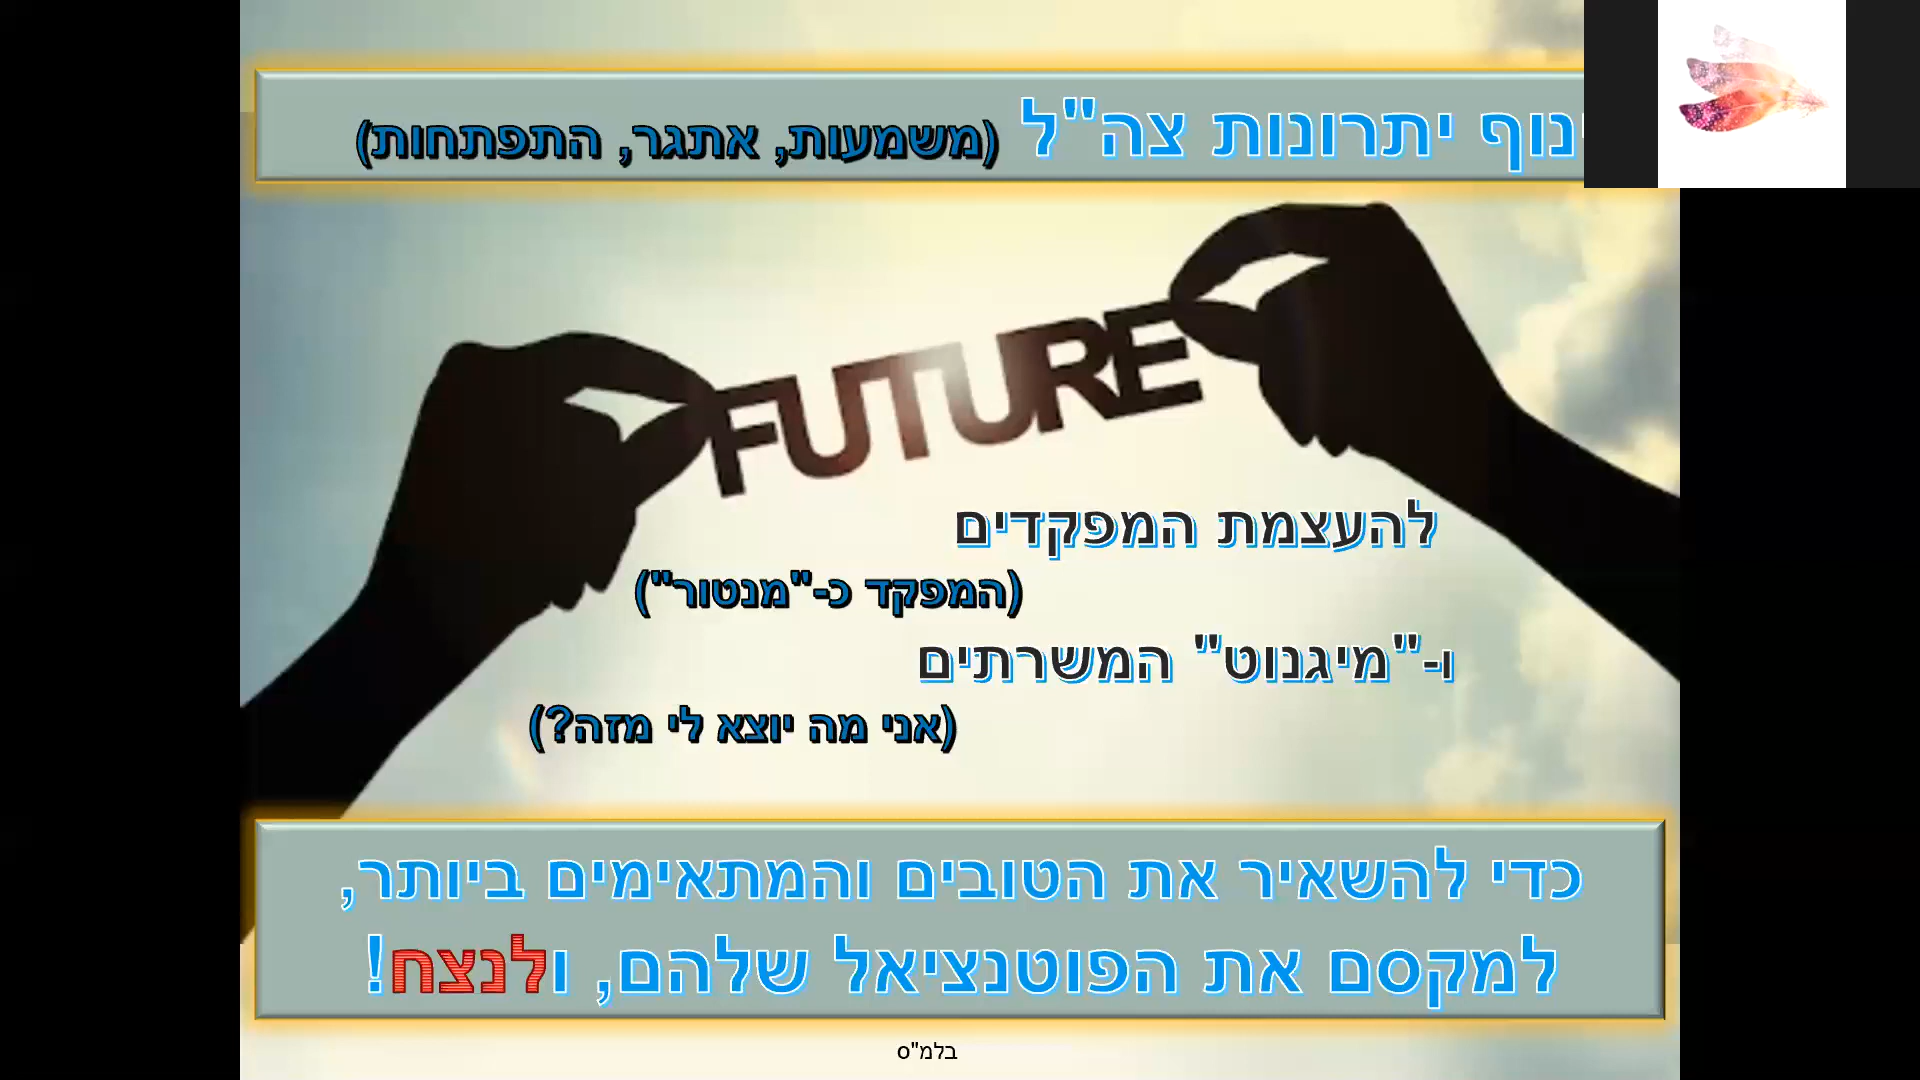 יתרונות צה"ל (משמעות, אתגר, התפתחות)
FUTURE
להעצמת המפקדים
(המפקד כ-"מנטור")
ו-"מיגנוט" המשרתים
(אני מה יוצא לי מזה?)
כדי להשאיר את הטובים והמתאימים ביותר,
למקסם את הפוטנציאל שלהם, ולנצח!
בלמ"ס